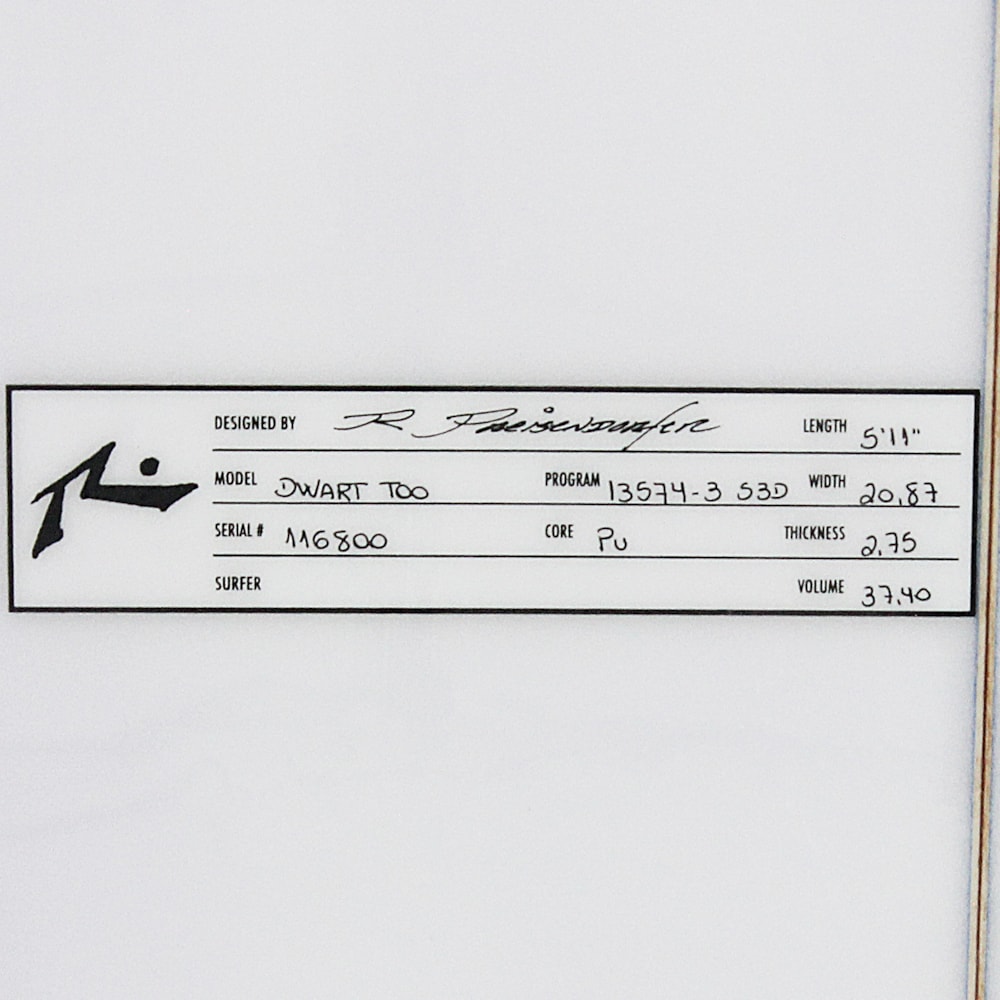 DESIGNED BY R Preisendorfer LENGTH 5'11"
MODEL DWART TOO PROGRAM 13574-3 S3D WIDTH 20.87
SERIAL # 116800 CORE PU THICKNESS 2.75
SURFER VOLUME 37.40